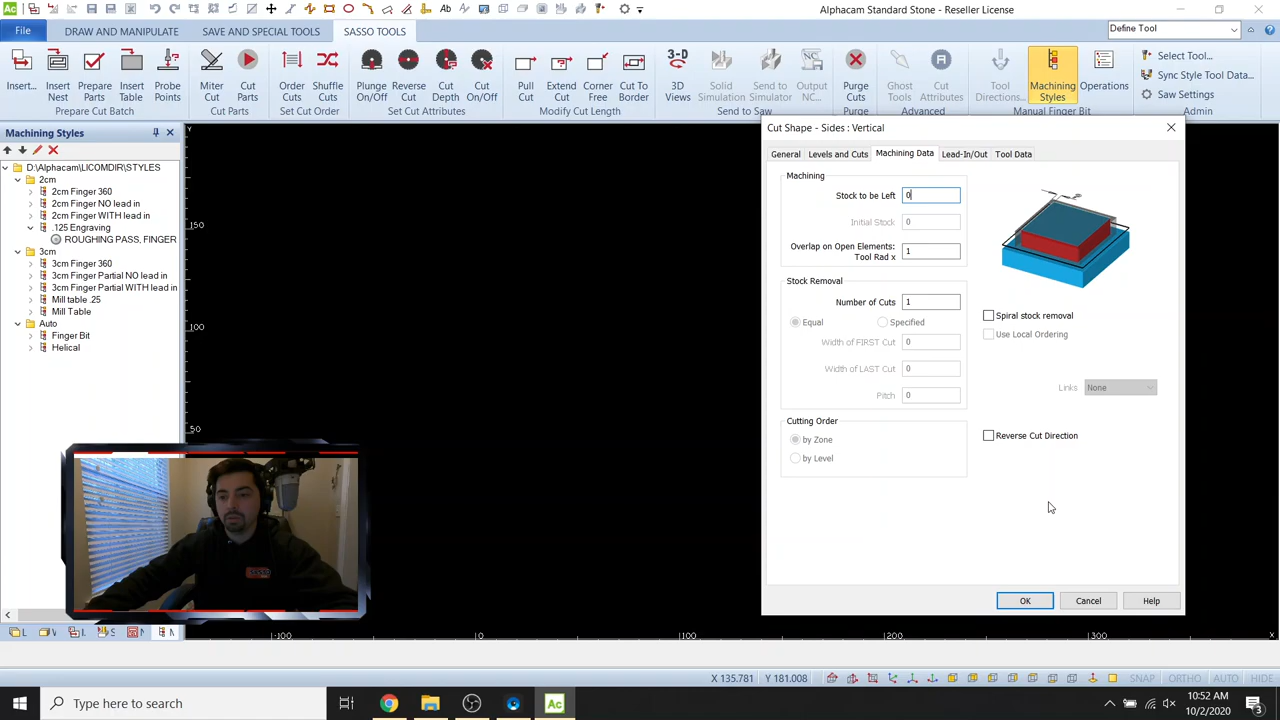 Alphacam Standard Stone - Reseller License
File
DRAW AND MANIPULATE
SAVE AND SPECIAL TOOLS
SASSO TOOLS
Define Tool
Insert...
Insert Nest
Prepare Parts
Insert Table
Probe Points
Miter Cut
Cut Parts
Order Cuts
Shuffle Cuts
Plunge On/Off
Reverse Cut
Cut Depth
Cut On/Off
Pull Cut
Extend Cut
Corner Free
Cut To Border
3-D
3D Views
Solid Simulation
Send to Simulator
Output NC...
Purge Cuts
Ghost Tools
Cut Attributes
Tool Directions...
Machining Styles
Operations
Select Tool...
Sync Style Tool Data...
Saw Settings
Prepare Cut Batch
Cut Parts
Set Cut Order
Set Cut Attributes
Modify Cut Length
Send to Saw
Purge
Advanced
Manual Finger Bit
Admin
Machining Styles
D:\Alphacam\LICOMDIR\STYLES
2cm
2cm Finger 360
2cm Finger NO lead in
2cm Finger WITH lead in
.125 Engraving
ROUGHING PASS, FINGER
3cm
3cm Finger 360
3cm Finger Partial NO lead in
3cm Finger Partial WITH lead in
Mill table .25
Mill Table
Auto
Finger Bit
Helical
Y
150
100
50
-100
0
100
200
300
X
Cut Shape - Sides : Vertical
General
Levels and Cuts
Machining Data
Lead-In/Out
Tool Data
Machining
Stock to be Left 0
Initial Stock 0
Overlap on Open Elements:
Tool Rad x 1
Stock Removal
Number of Cuts 1
Equal
Specified
Width of FIRST Cut 0
Width of LAST Cut 0
Pitch 0
Cutting Order
by Zone
by Level
Spiral stock removal
Use Local Ordering
Links None
Reverse Cut Direction
OK
Cancel
Help
X 135.781 Y 181.008
SNAP ORTHO AUTO HIDE
Type here to search
Ac
10:52 AM
10/2/2020